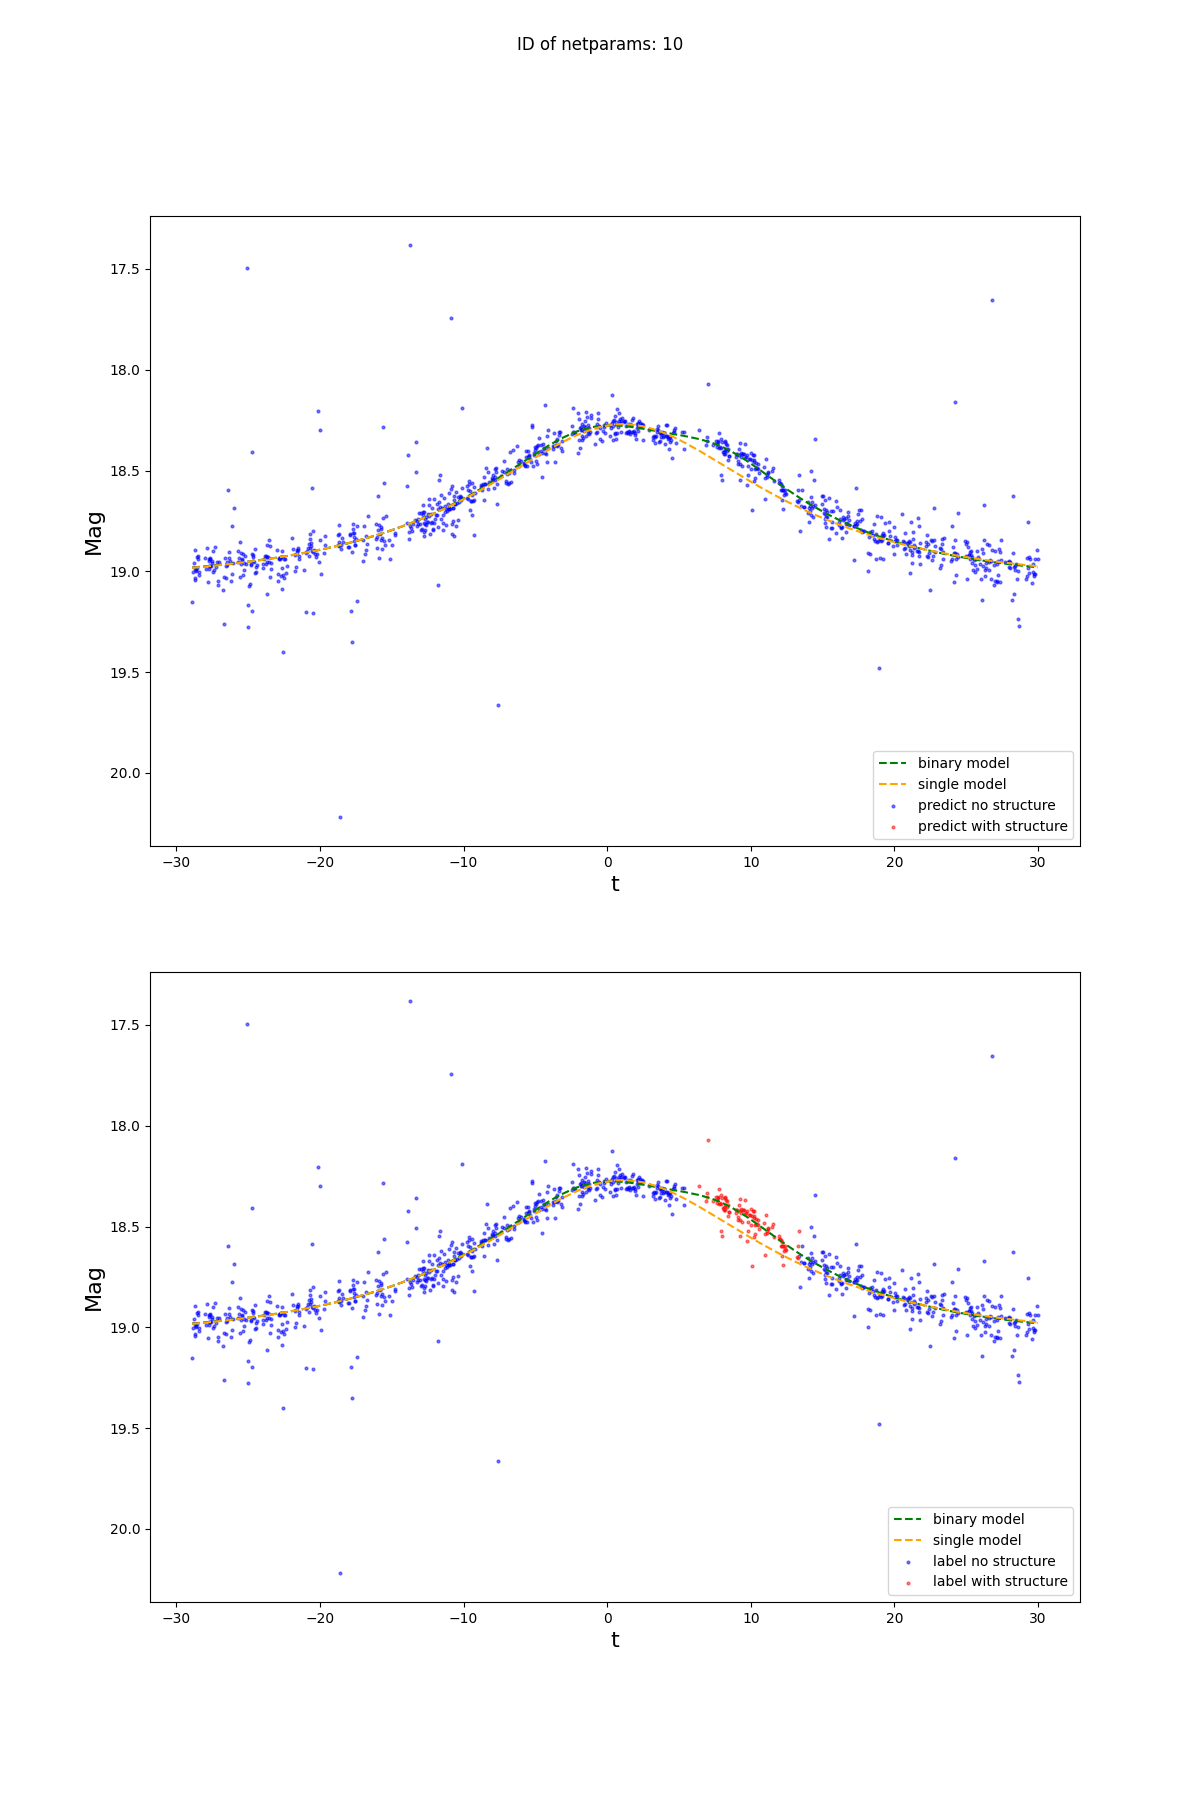 ID of netparams: 10
17.5
18.0
18.5
19.0
19.5
20.0
Mag
−30
−20
−10
0
10
20
30
t
binary model
single model
predict no structure
predict with structure
17.5
18.0
18.5
19.0
19.5
20.0
Mag
−30
−20
−10
0
10
20
30
t
binary model
single model
label no structure
label with structure